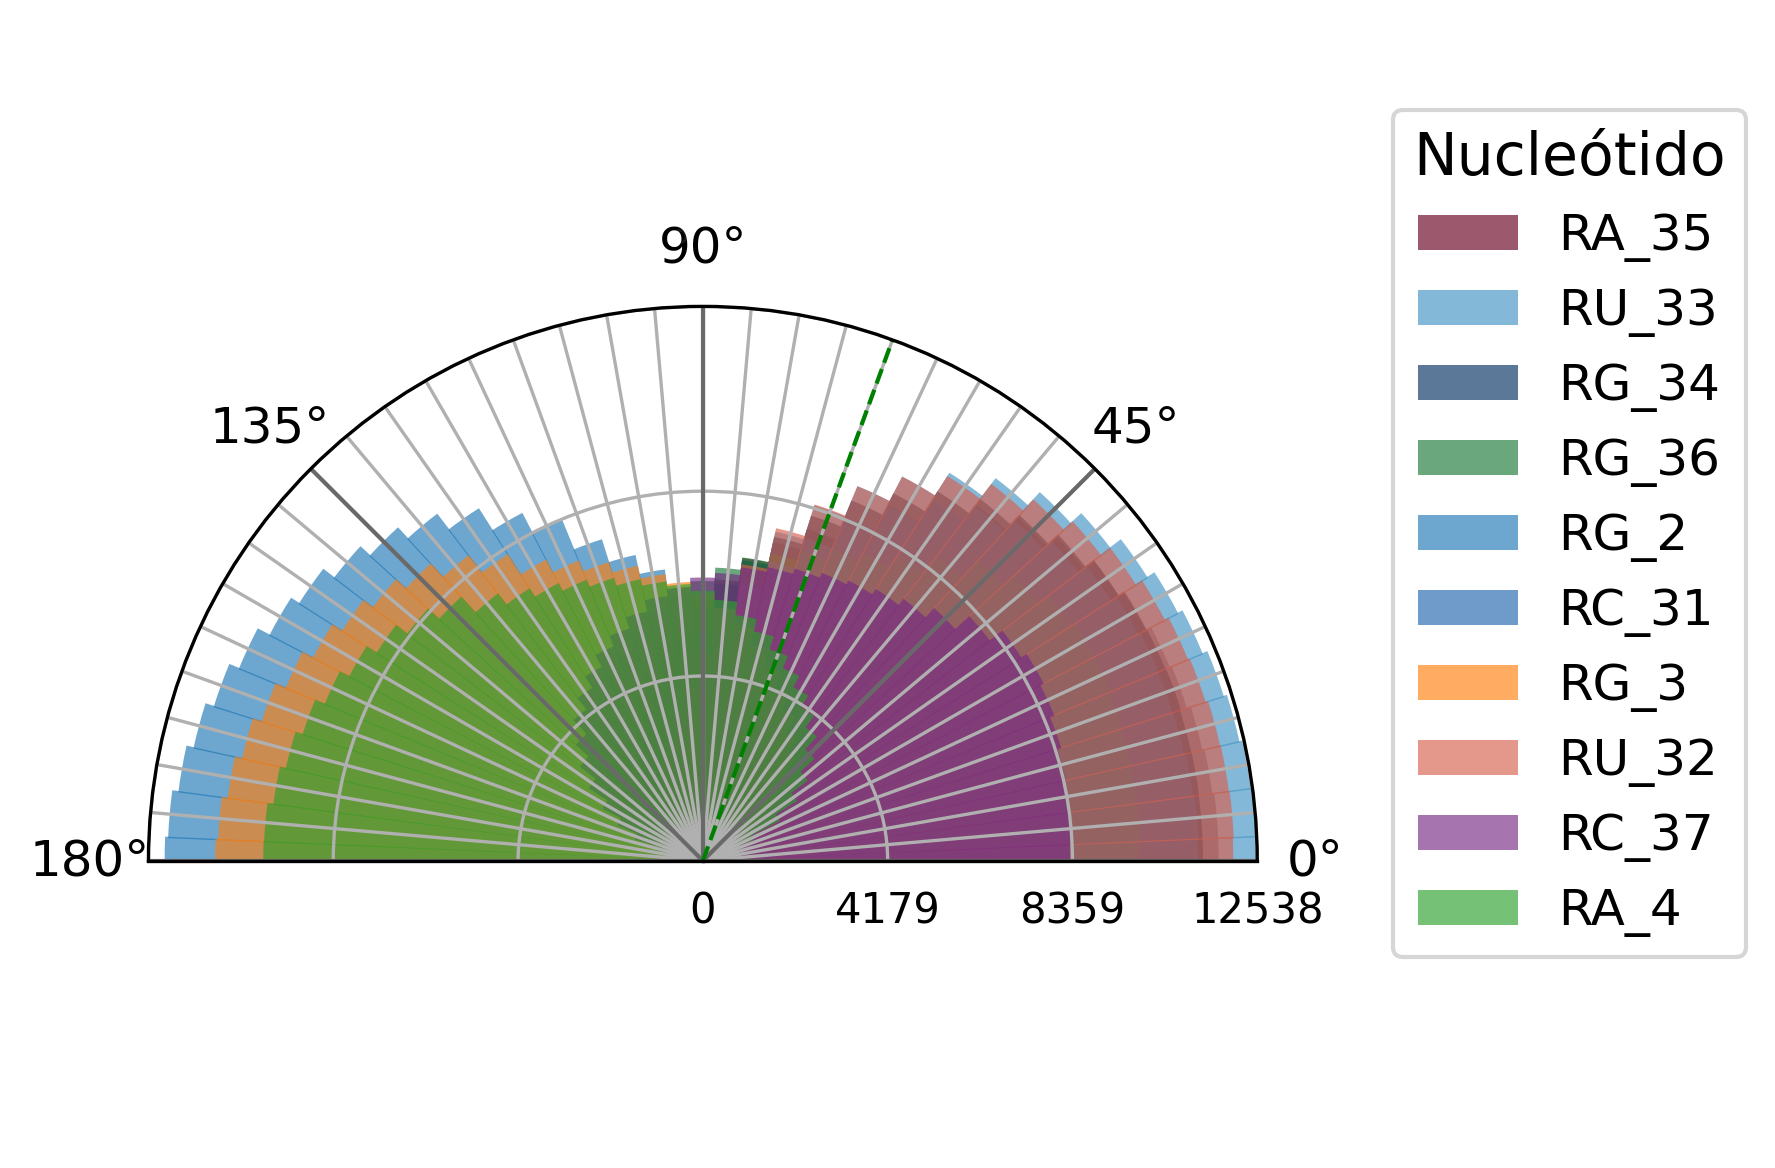 Nucleótido
RA_35
RU_33
RG_34
RG_36
RG_2
RC_31
RG_3
RU_32
RC_37
RA_4
90°
135°
45°
180°
0°
0
4179
8359
12538